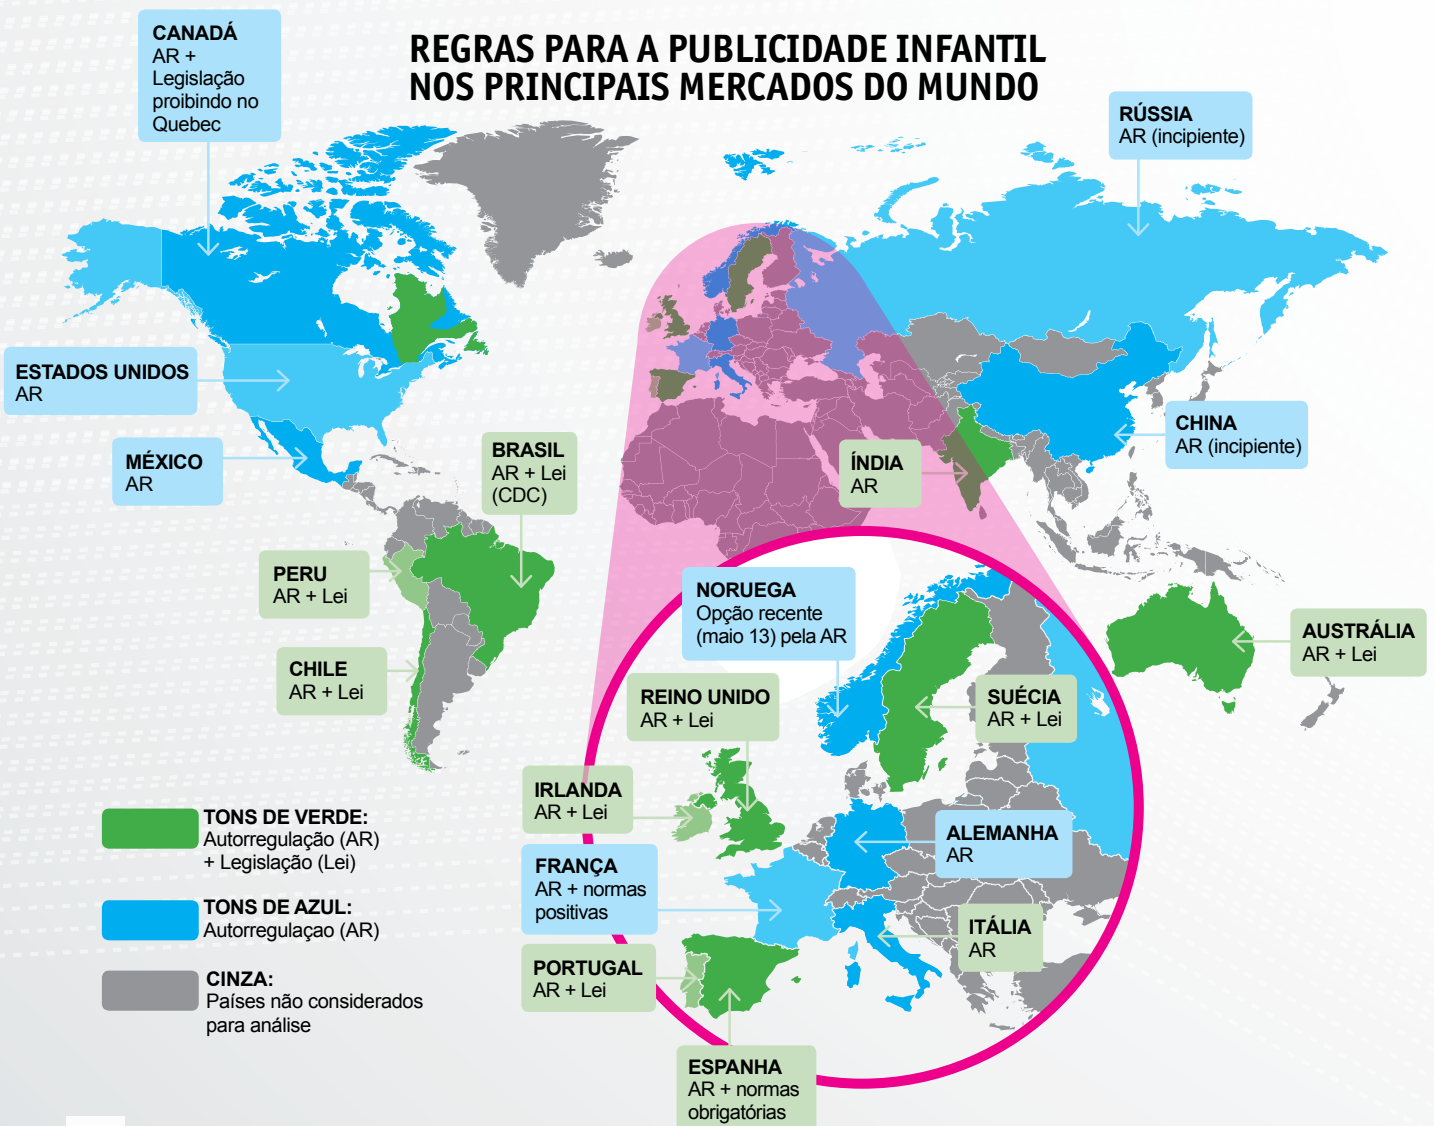 REGRAS PARA A PUBLICIDADE INFANTIL
NOS PRINCIPAIS MERCADOS DO MUNDO
CANADÁ
AR +
Legislação
proibindo no
Quebec
RÚSSIA
AR (incipiente)
ESTADOS UNIDOS
AR
MÉXICO
AR
BRASIL
AR + Lei
(CDC)
ÍNDIA
AR
CHINA
AR (incipiente)
PERU
AR + Lei
CHILE
AR + Lei
NORUEGA
Opção recente
(maio 13) pela AR
AUSTRÁLIA
AR + Lei
REINO UNIDO
AR + Lei
SUÉCIA
AR + Lei
IRLANDA
AR + Lei
ALEMANHA
AR
FRANÇA
AR + normas
positivas
ITÁLIA
AR
PORTUGAL
AR + Lei
ESPANHA
AR + normas
obrigatórias
TONS DE VERDE:
Autorregulação (AR)
+ Legislação (Lei)
TONS DE AZUL:
Autorregulaçao (AR)
CINZA:
Países não considerados
para análise